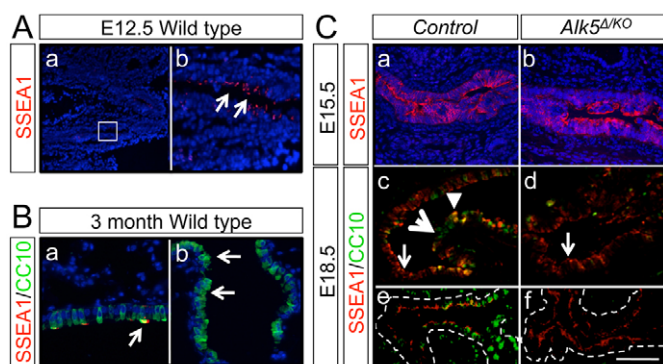 A
E12.5 Wild type
SSEA1
a
b
B
3 month Wild type
SSEA1/CC10
a
b
C
Control
Alk5Δ/KO
E15.5
SSEA1
a
b
E18.5
SSEA1/CC10
c
d
e
f